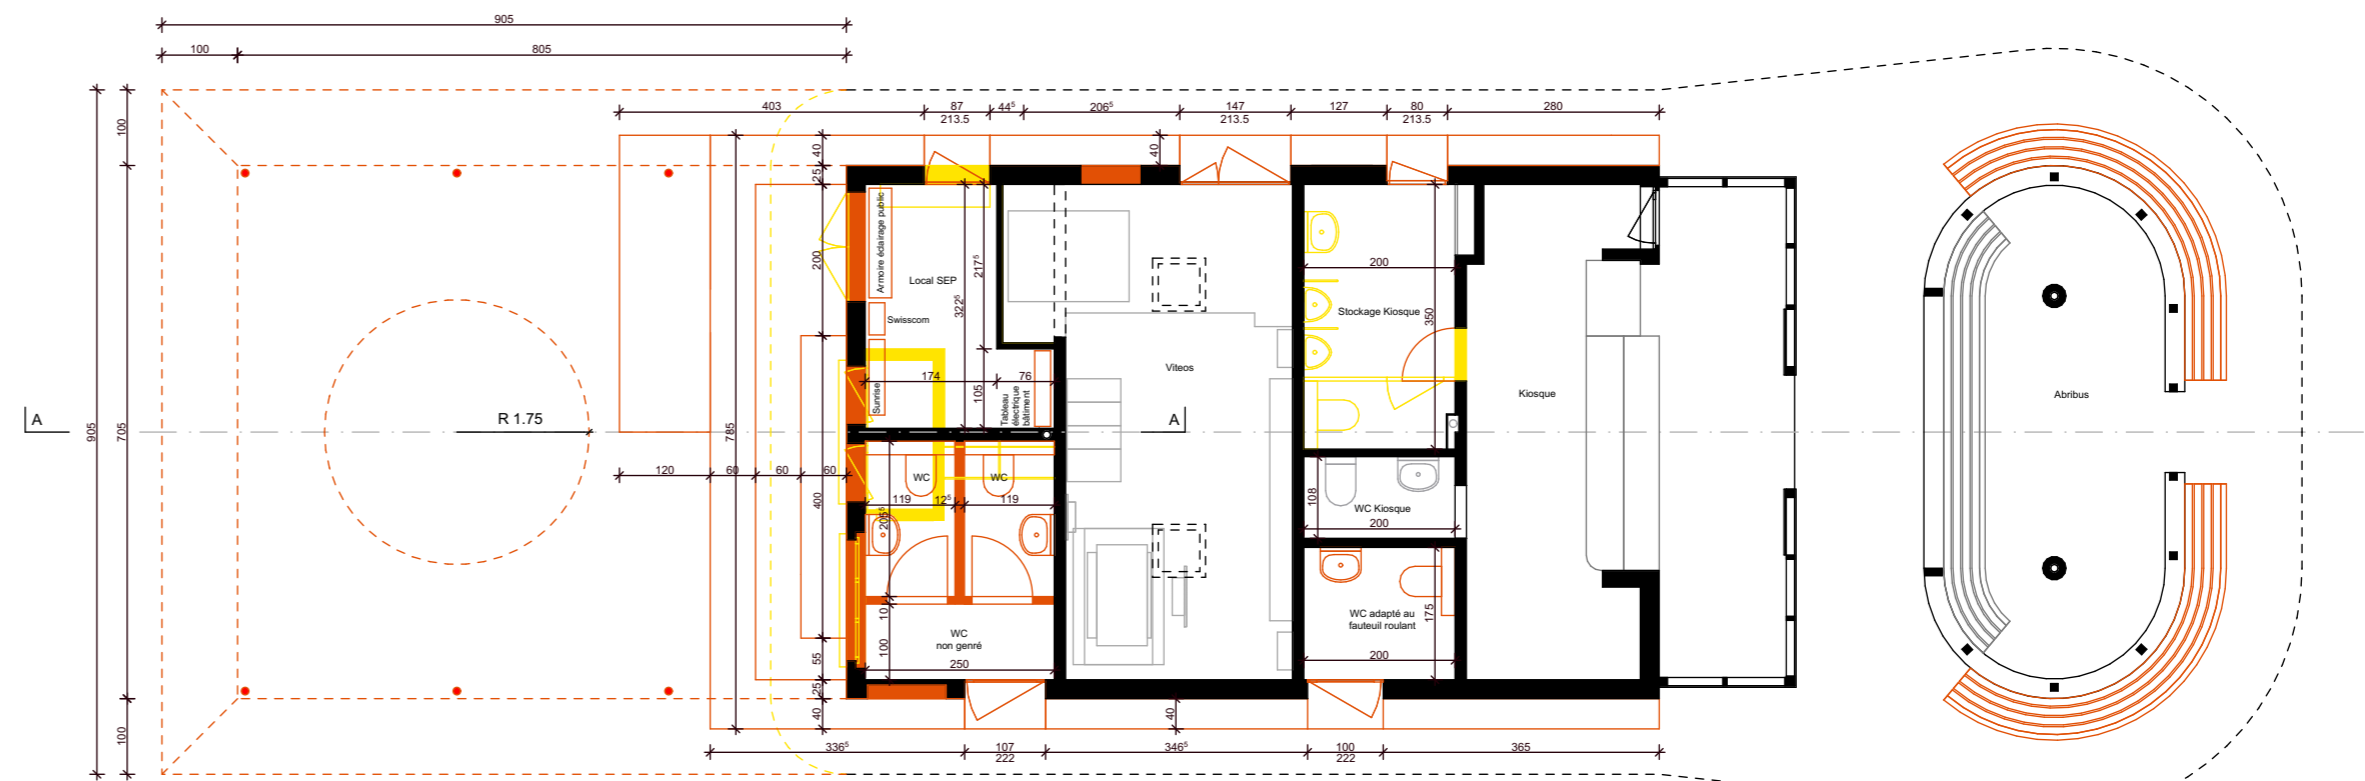 905
100
805
403
87
213.5
44⁵
206⁵
147
213.5
127
80
213.5
280
100
40
40
25
Armoire éclairage public
Local SEP
200
217⁵
322⁵
Swisscom
Sunrise
174
76
105
Tableau
électrique
bâtiment
Viteos
200
Stockage Kiosque
350
Kiosque
Abribus
A
R 1.75
A
905
705
785
120
60
60
60
400
WC
WC
119
12⁵
119
205⁵
108
WC Kiosque
200
10
100
WC
non genré
250
WC adapté au
fauteuil roulant
175
200
55
25
40
40
100
336⁵
107
222
346⁵
100
222
365